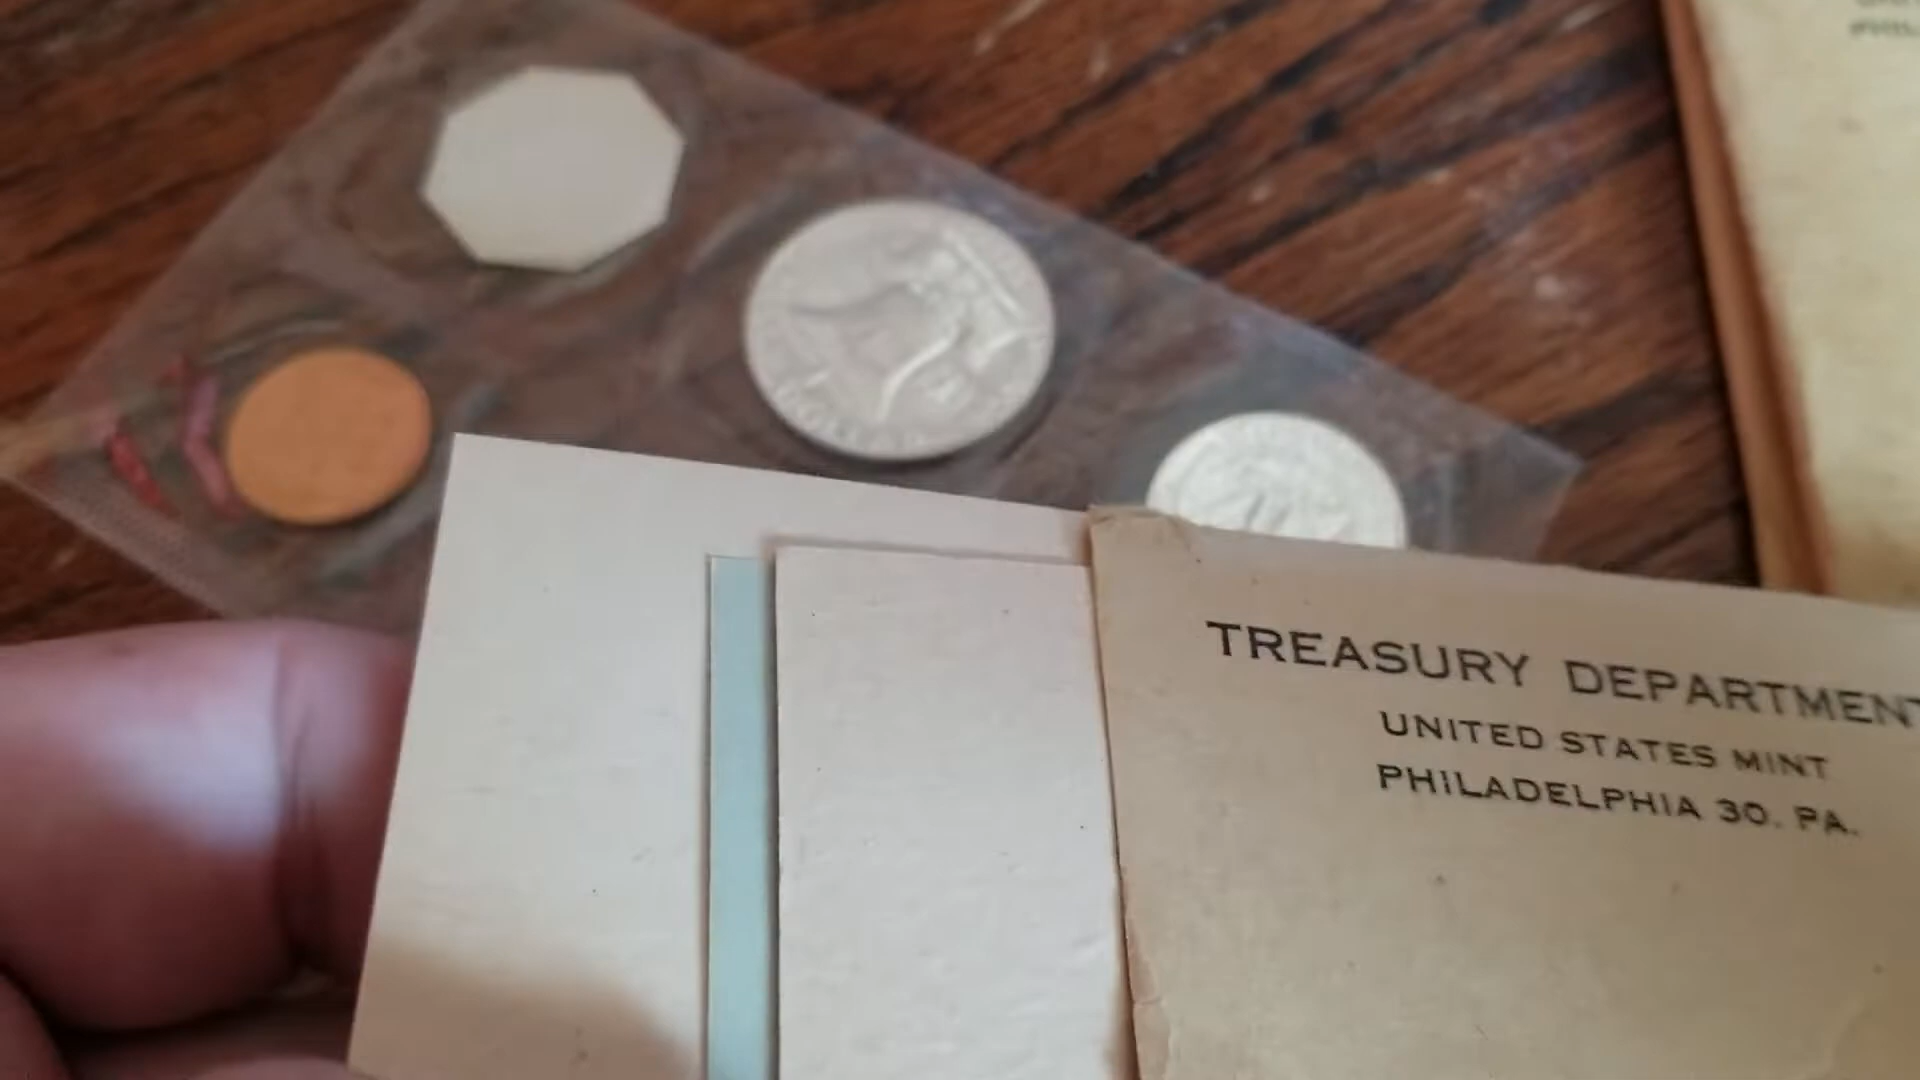 TREASURY DEPARTMENT
UNITED STATES MINT
PHILADELPHIA 30, PA.